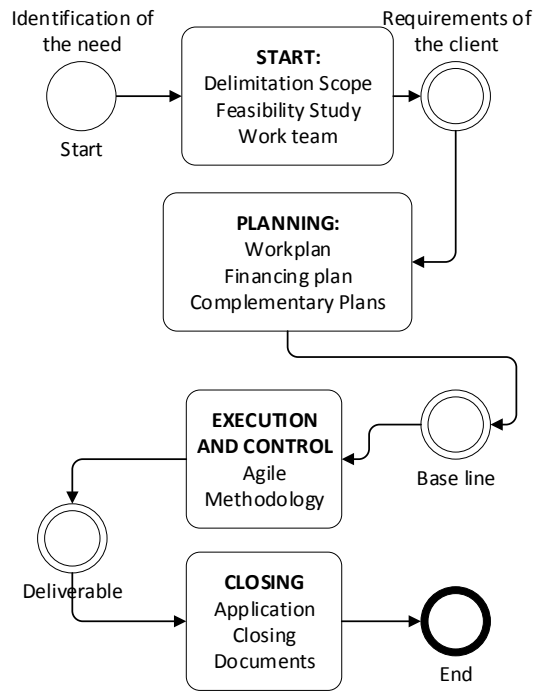 Identification of
the need
Start
START:
Delimitation Scope
Feasibility Study
Work team
Requirements of
the client
PLANNING:
Workplan
Financing plan
Complementary Plans
Base line
EXECUTION
AND CONTROL
Agile
Methodology
Deliverable
CLOSING
Application
Closing
Documents
End